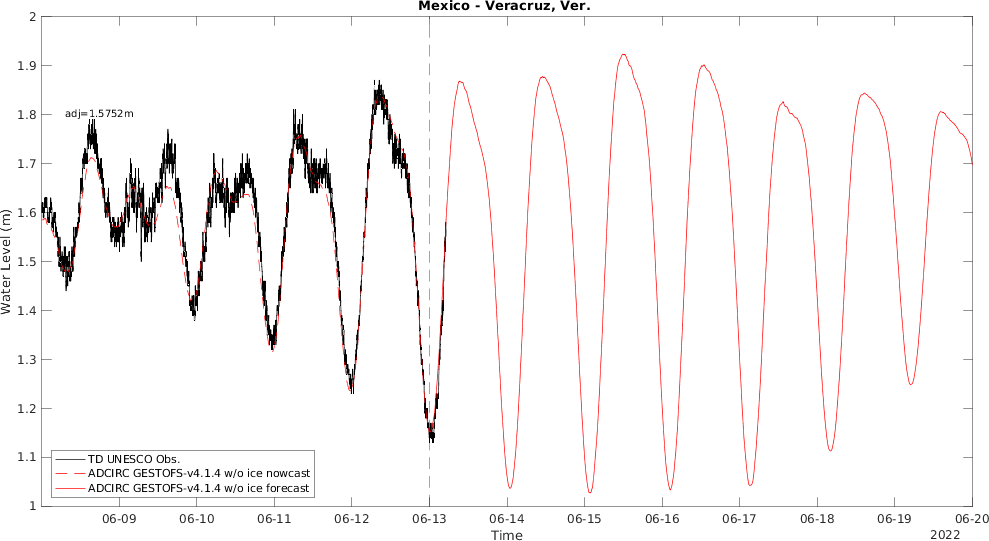 Mexico - Veracruz, Ver.
2
1.9
1.8
1.7
1.6
1.5
1.4
1.3
1.2
1.1
1
Water Level (m)
adj=1.5752m
TD UNESCO Obs.
ADCIRC GESTOFS-v4.1.4 w/o ice nowcast
ADCIRC GESTOFS-v4.1.4 w/o ice forecast
06-09 06-10 06-11 06-12 06-13 06-14 06-15 06-16 06-17 06-18 06-19 06-20
Time
2022